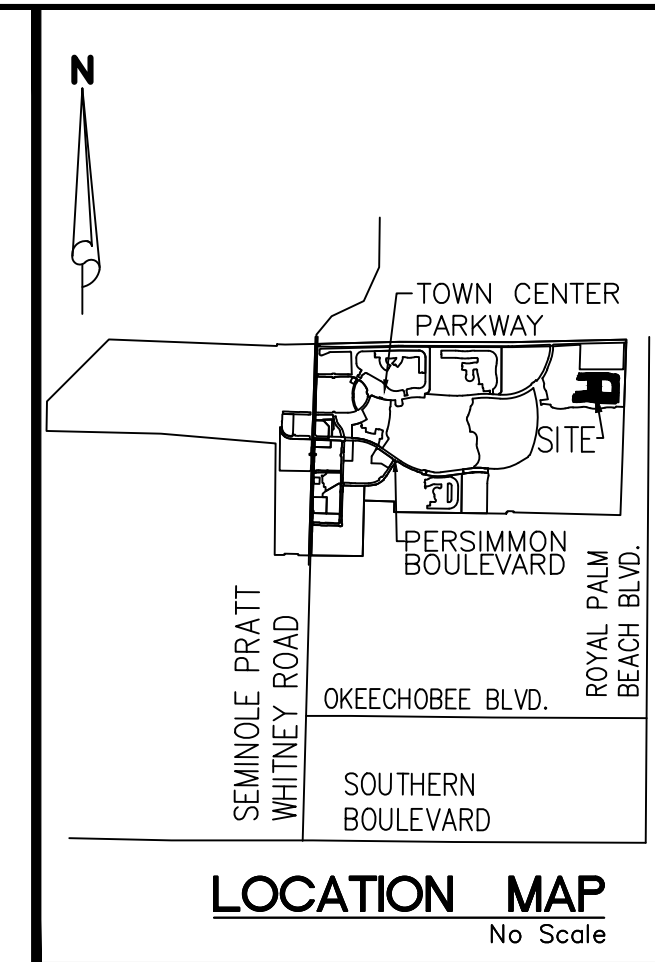 N
TOWN CENTER
PARKWAY
SITE
PERSIMMON
BOULEVARD
ROYAL PALM
BEACH BLVD.
SEMINOLE PRATT
WHITNEY ROAD
OKEECHOBEE BLVD.
SOUTHERN
BOULEVARD
LOCATION MAP
No Scale